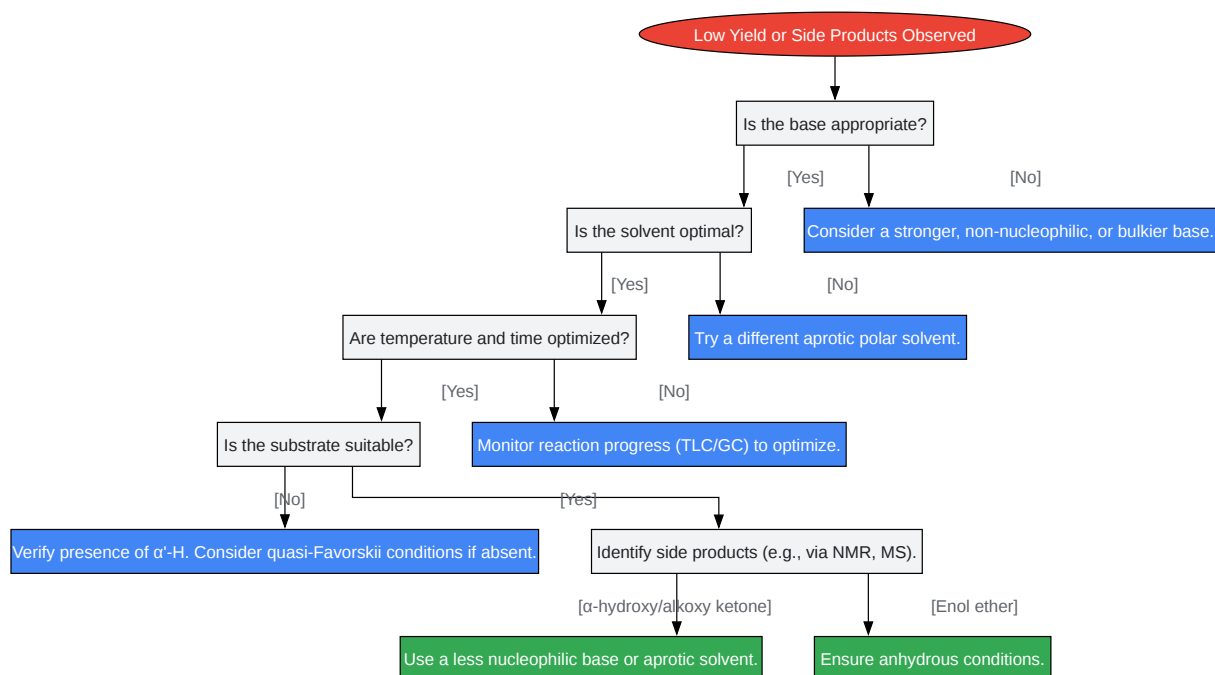 Low Yield or Side Products Observed
Is the base appropriate?
[Yes]
[No]
Is the solvent optimal?
Consider a stronger, non-nucleophilic, or bulkier base.
[Yes]
[No]
Are temperature and time optimized?
Try a different aprotic polar solvent.
[Yes]
[No]
Is the substrate suitable?
Monitor reaction progress (TLC/GC) to optimize.
[No]
[Yes]
Verify presence of α'-H. Consider quasi-Favorskii conditions if absent.
Identify side products (e.g., via NMR, MS).
[α-hydroxy/alkoxy ketone]
[Enol ether]
Use a less nucleophilic base or aprotic solvent.
Ensure anhydrous conditions.